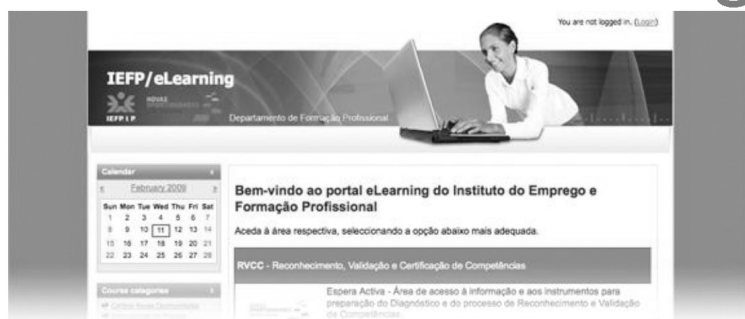 You are not logged in. (Login)
IEFP/eLearning
NOVAS
IEFP I P
Departamento de Formação Profissional
Calendar
February 2009
Sun Mon Tue Wed Thu Fri Sat
1 2 3 4 5 6 7
8 9 10 11 12 13 14
15 16 17 18 19 20 21
22 23 24 25 26 27 28
Course categories
Bem-vindo ao portal eLearning do Instituto do Emprego e
Formação Profissional
Aceda à área respectiva, seleccionando a opção abaixo mais adequada.
RVCC - Reconhecimento, Validação e Certificação de Competências
Espera Activa - Área de acesso à informação e aos instrumentos para
preparação do Diagnóstico e do processo de Reconhecimento e Validação
de Competências.